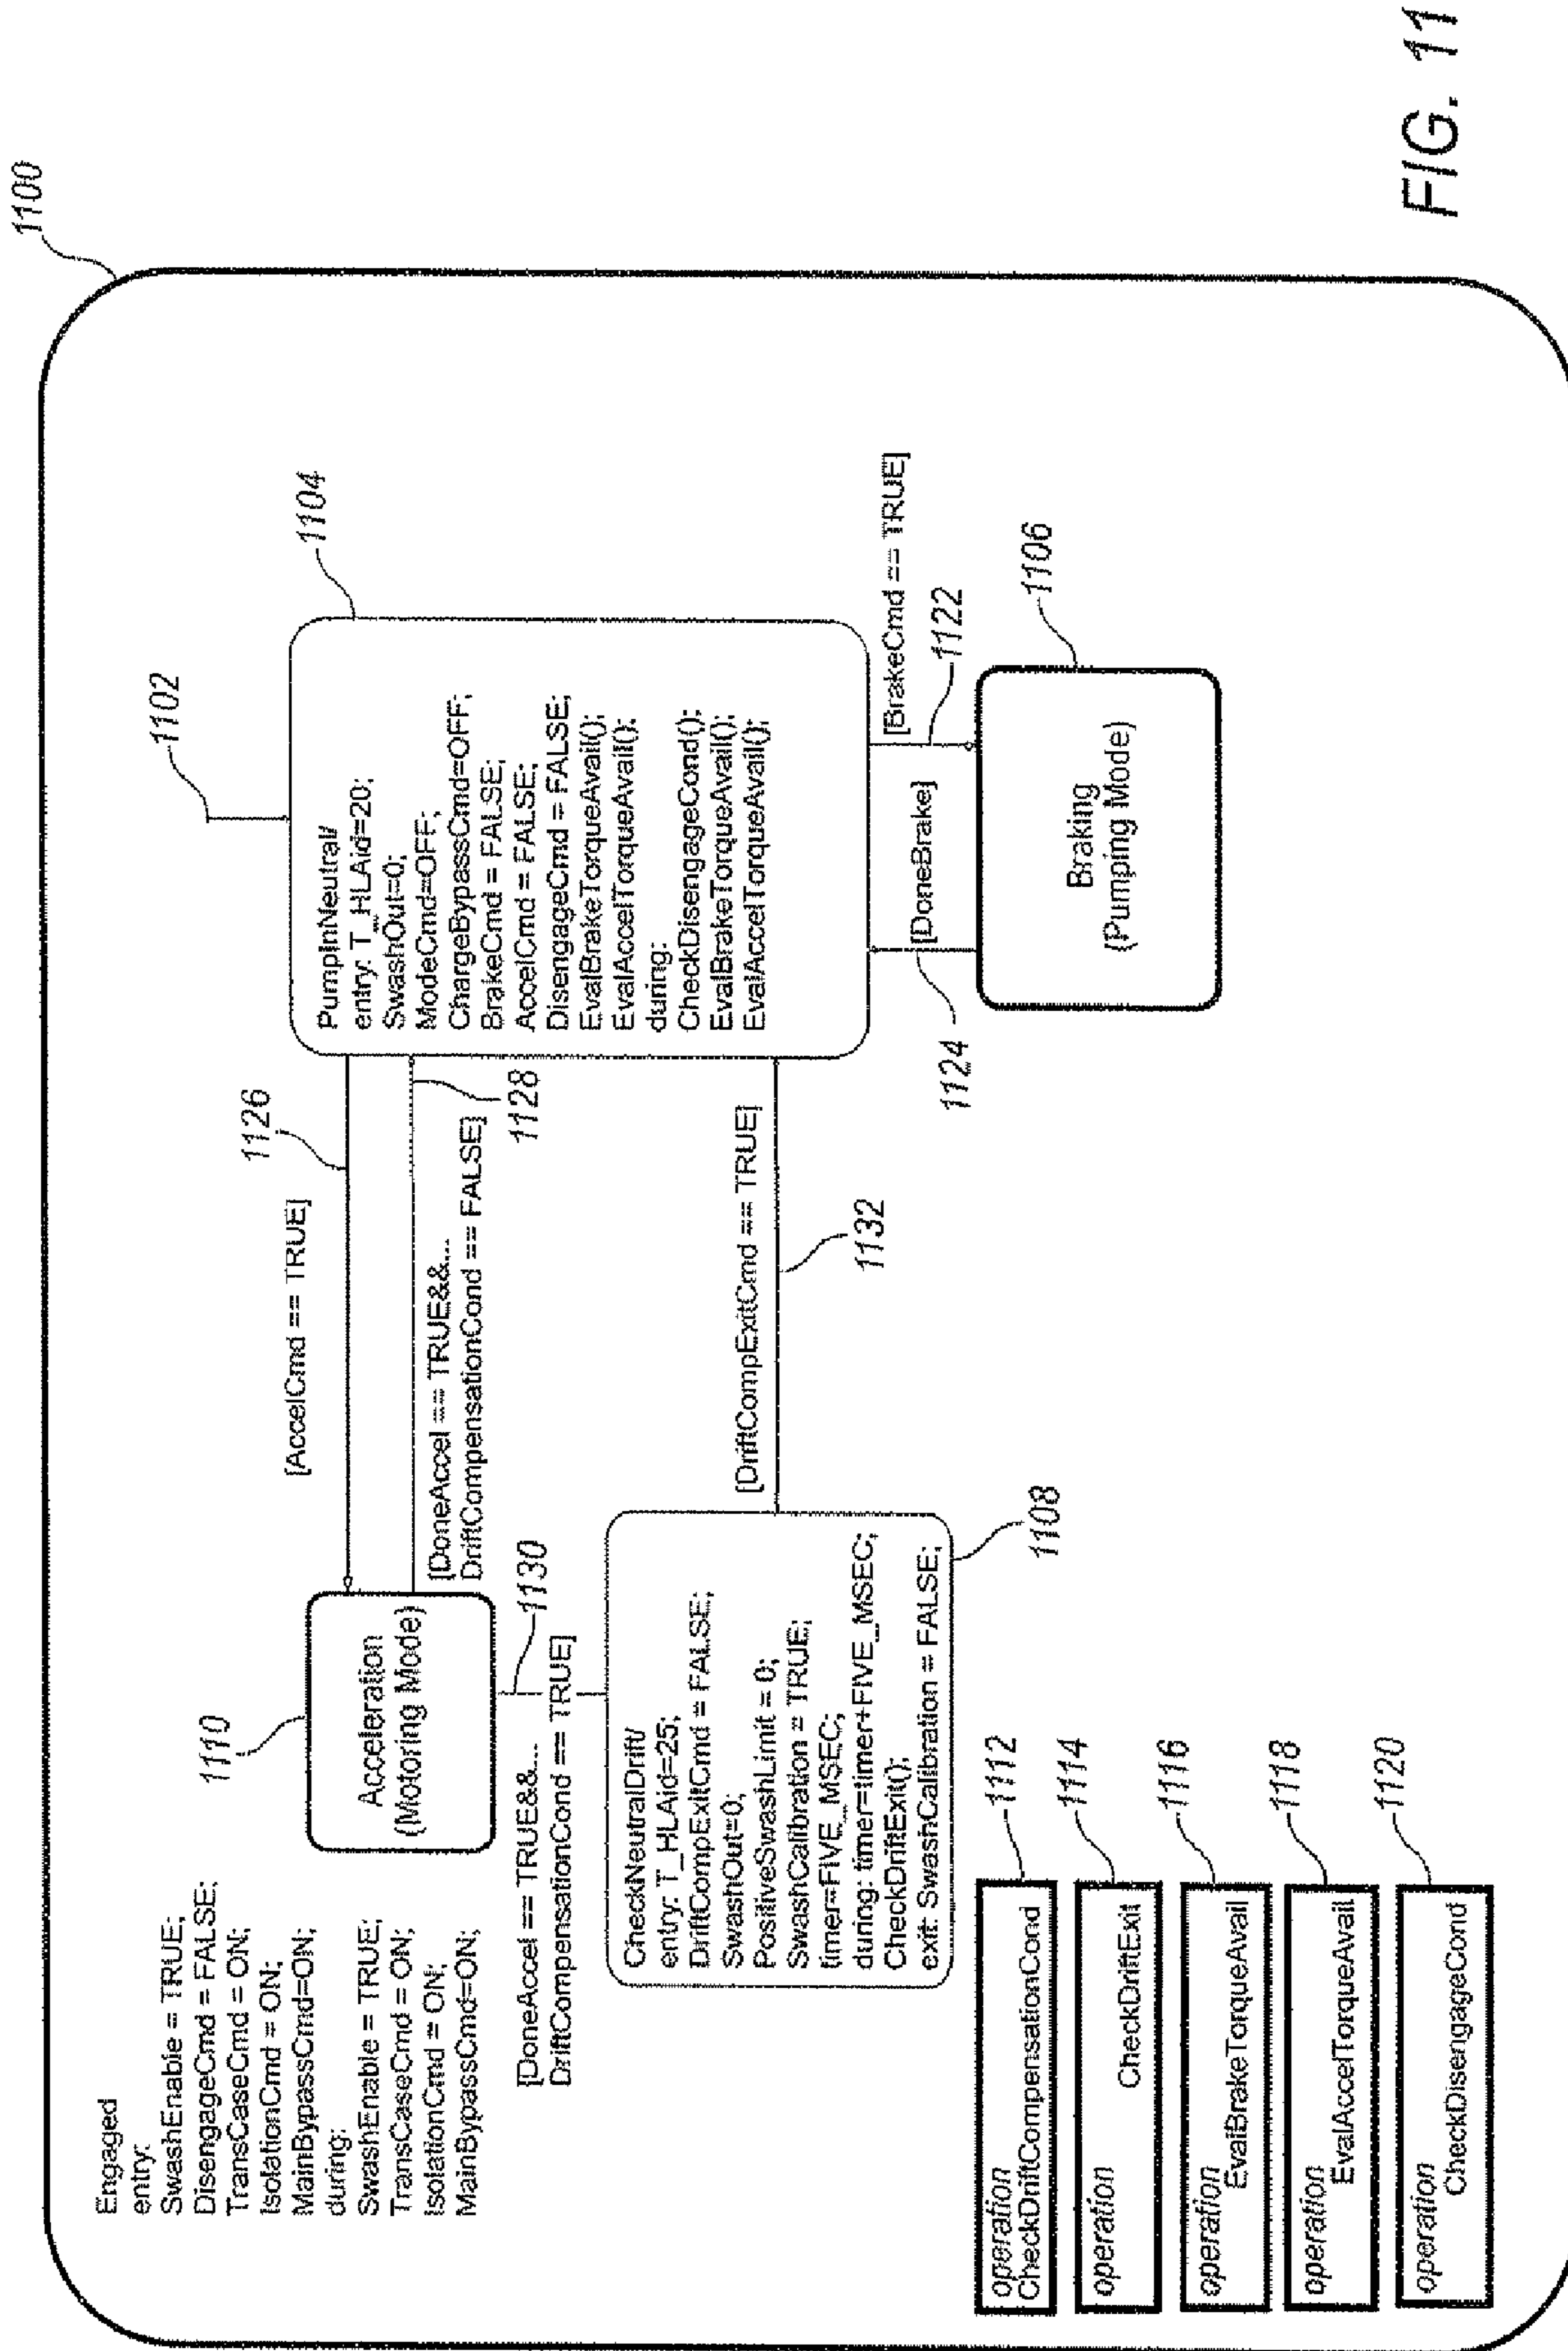 1100
Engaged
entry:
SwashEnable = TRUE;
DisengageCmd = FALSE;
TransCaseCmd = ON;
IsolationCmd = ON;
MainBypassCmd=ON;
during:
SwashEnable = TRUE;
TransCaseCmd = ON;
IsolationCmd = ON;
MainBypassCmd=ON;
1110
Acceleration
(Motoring Mode)
[AccelCmd == TRUE]
1126
[DoneAccel == TRUE&&...
DriftCompensationCond == FALSE]
1128
1102
1104
PumpInNeutral/
entry: T_HLAid=20;
SwashOut=0;
ModeCmd=OFF;
ChargeBypassCmd=OFF;
BrakeCmd = FALSE;
AccelCmd = FALSE;
DisengageCmd = FALSE;
EvalBrakeTorqueAvail();
EvalAccelTorqueAvail();
during:
CheckDisengageCond();
EvalBrakeTorqueAvail();
EvalAccelTorqueAvail();
[DoneAccel == TRUE&&...
DriftCompensationCond == TRUE]
1130
CheckNeutralDrift/
entry: T_HLAid=25;
DriftCompExitCmd = FALSE;
SwashOut=0;
PositiveSwashLimit = 0;
SwashCalibration = TRUE;
timer=FIVE_MSEC;
during: timer=timer+FIVE_MSEC;
CheckDriftExit();
exit: SwashCalibration = FALSE;
1108
[DriftCompExitCmd == TRUE]
1132
[DoneBrake]
1124
[BrakeCmd == TRUE]
1122
Braking
(Pumping Mode)
1106
operation
CheckDriftCompensationCond
1112
operation
CheckDriftExit
1114
operation
EvalBrakeTorqueAvail
1116
operation
EvalAccelTorqueAvail
1118
operation
CheckDisengageCond
1120
FIG. 11